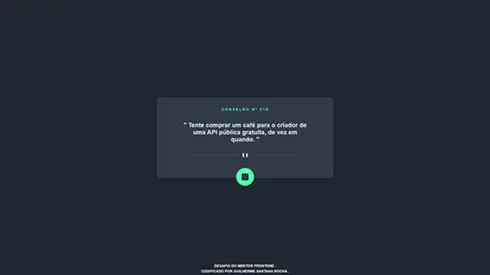 CONSELHO Nº 216
" Tente comprar um café para o criador de
uma API pública gratuita, de vez em
quando. "
DESAFIO DO MENTOR FRONTEND.
CODIFICADO POR GUILHERME SANTANA ROCHA.